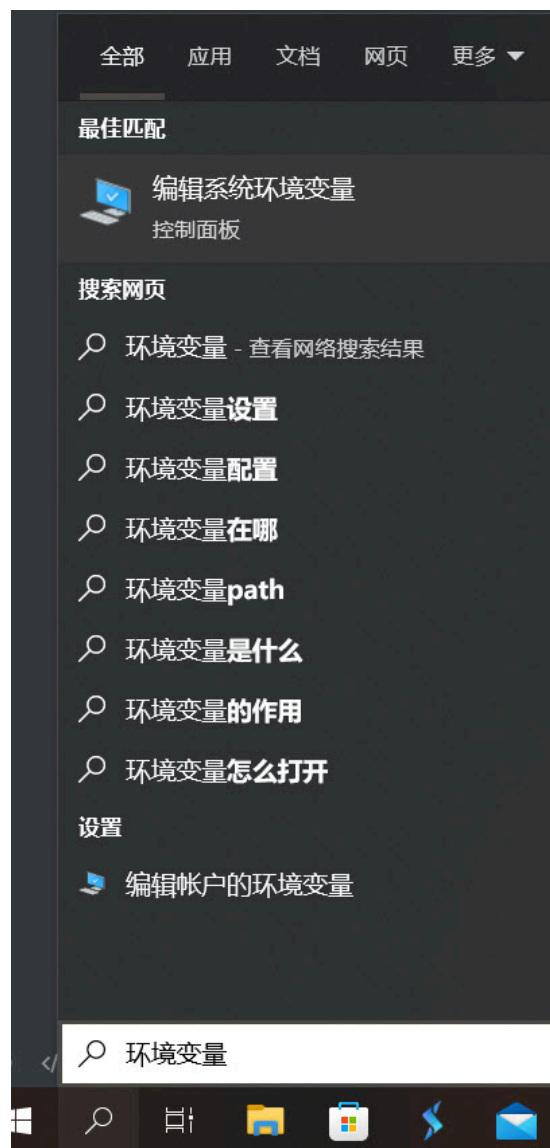 全部 应用 文档 网页 更多
最佳匹配
编辑系统环境变量
控制面板
搜索网页
环境变量 - 查看网络搜索结果
环境变量设置
环境变量配置
环境变量在哪
环境变量path
环境变量是什么
环境变量的作用
环境变量怎么打开
设置
编辑帐户的环境变量
环境变量